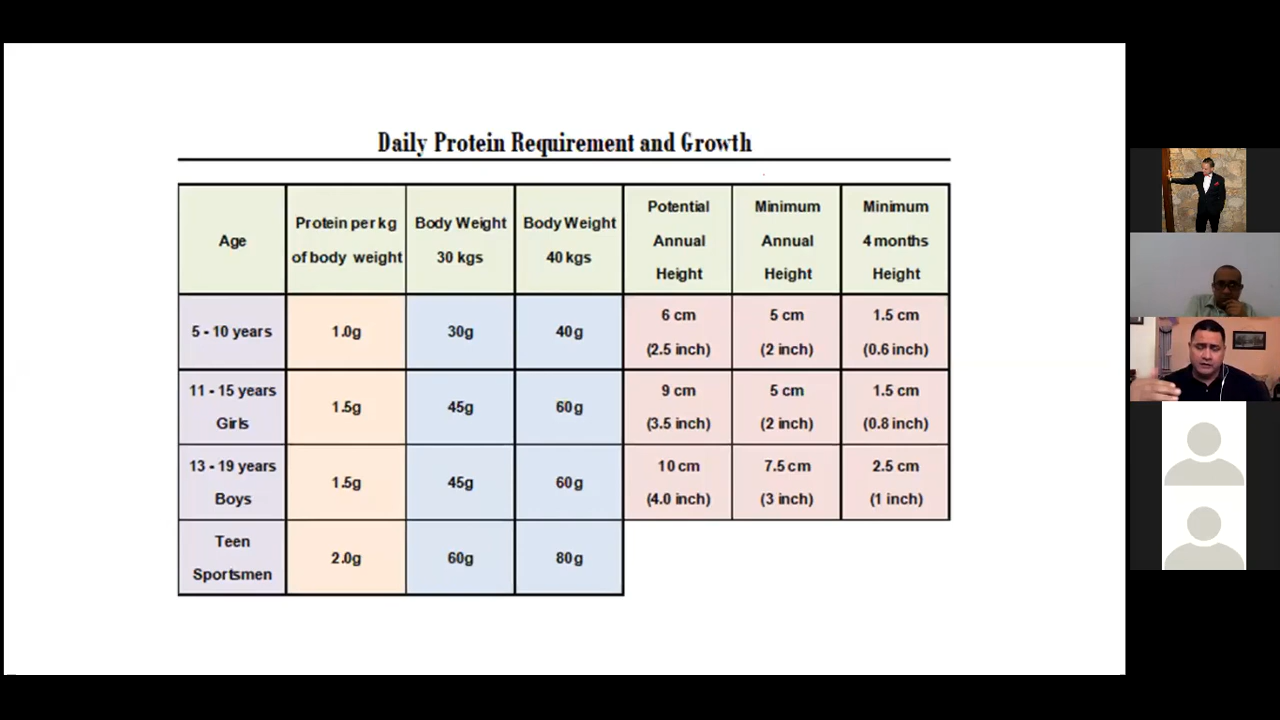 Daily Protein Requirement and Growth
Age
Protein per kg
of body weight
Body Weight
30 kgs
Body Weight
40 kgs
Potential
Annual
Height
Minimum
Annual
Height
Minimum
4 months
Height
5 - 10 years
1.0g
30g
40g
6 cm
(2.5 inch)
5 cm
(2 inch)
1.5 cm
(0.6 inch)
11 - 15 years
Girls
1.5g
45g
60g
9 cm
(3.5 inch)
5 cm
(2 inch)
1.5 cm
(0.8 inch)
13 - 19 years
Boys
1.5g
45g
60g
10 cm
(4.0 inch)
7.5 cm
(3 inch)
2.5 cm
(1 inch)
Teen
Sportsmen
2.0g
60g
80g